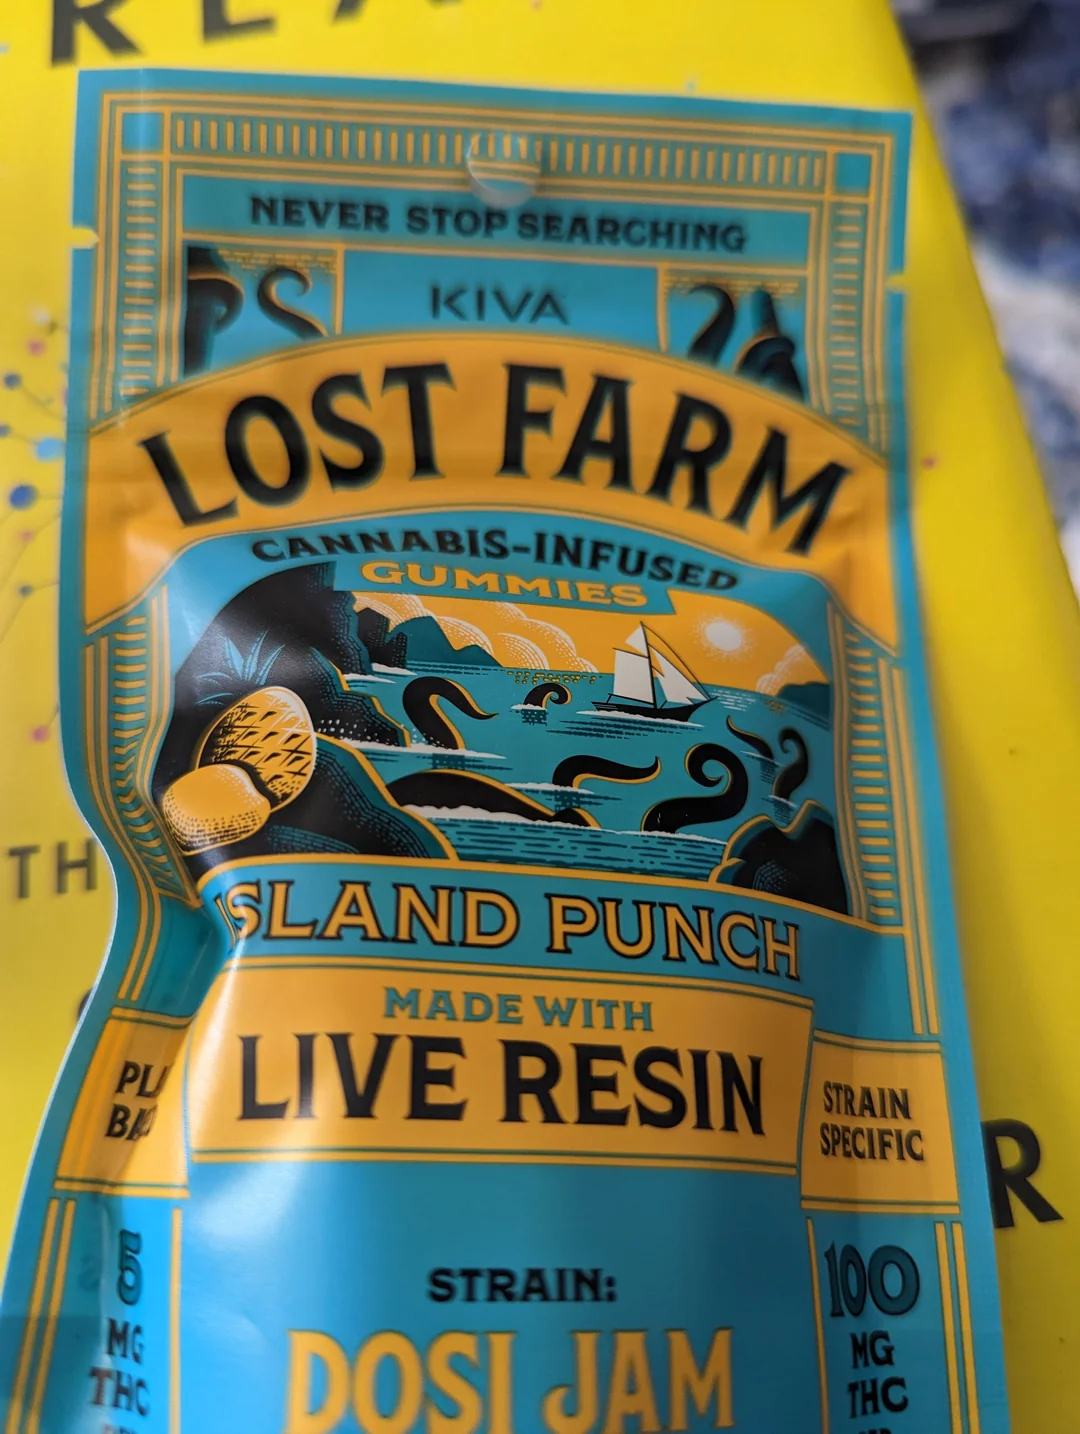 NEVER STOP SEARCHING
KIVA
LOST FARM
CANNABIS-INFUSED
GUMMIES
ISLAND PUNCH
MADE WITH
LIVE RESIN
STRAIN
SPECIFIC
STRAIN:
DOSI JAM
5
MG
THC
100
MG
THC
TH
R